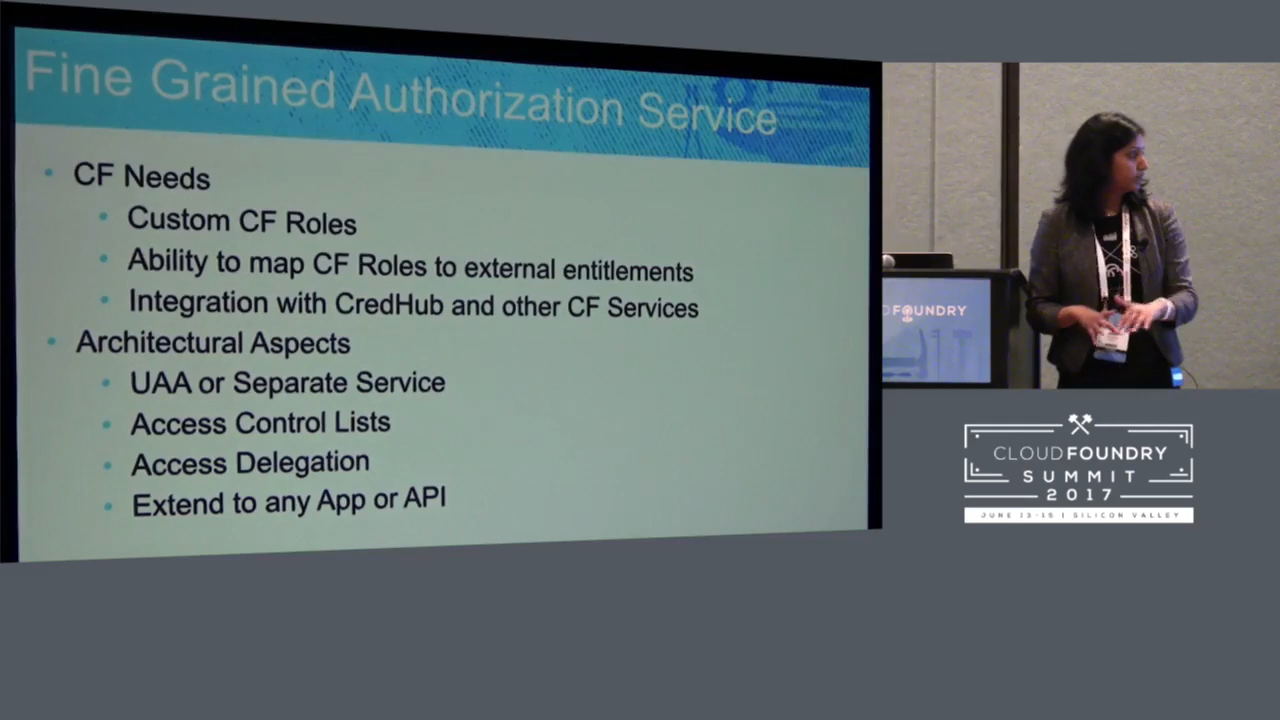 Fine Grained Authorization Service
CF Needs
Custom CF Roles
Ability to map CF Roles to external entitlements
Integration with CredHub and other CF Services
Architectural Aspects
UAA or Separate Service
Access Control Lists
Access Delegation
Extend to any App or API
D FOUNDRY
CLOUD FOUNDRY
SUMMIT
2017
JUNE 13-15 | SILICON VALLEY